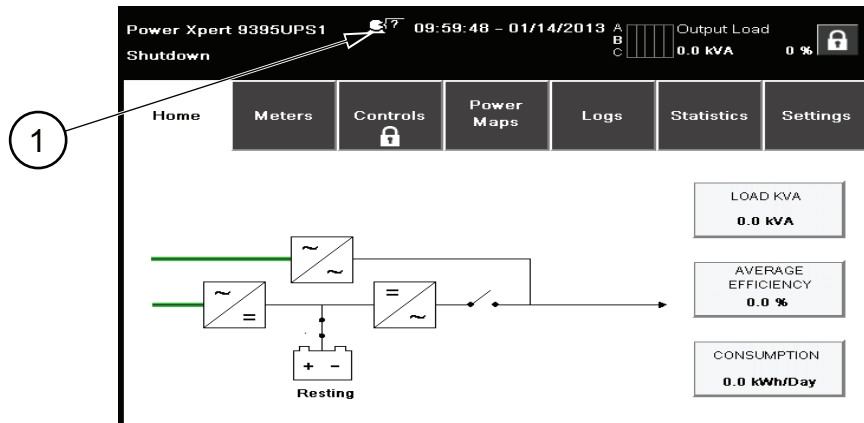 Power Xpert 9395UPS1
Shutdown
?
09:59:48 - 01/14/2013
A
B
C
Output Load
0.0 kVA 0 %
1
Home
Meters
Controls
Power
Maps
Logs
Statistics
Settings
LOAD KVA
0.0 kVA
AVERAGE
EFFICIENCY
0.0 %
CONSUMPTION
0.0 kWh/Day
~
~
~
=
=
~
+ -
Resting